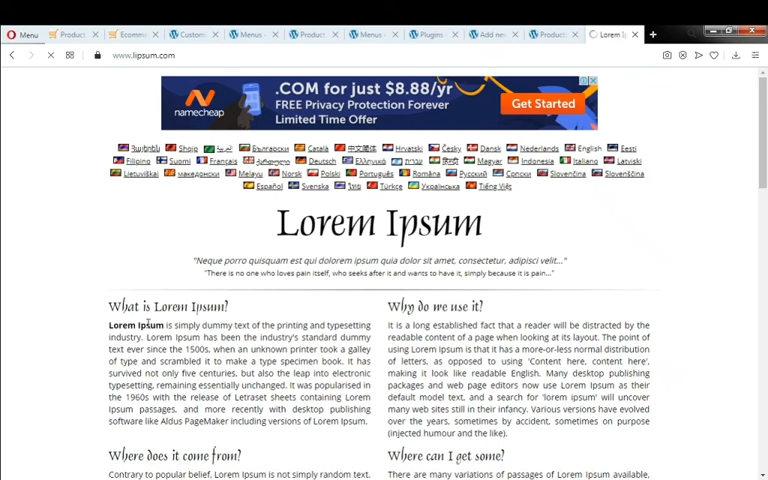 Menu
Product
Ecomm
Custom
Menus
Product
Menus
Plugins
Add new
Product
Lorem Ip
www.lipsum.com
namecheap
.COM for just $8.88/yr
FREE Privacy Protection Forever
Limited Time Offer
Get Started
Հայերեն Shqip العربية Български Català 中文简体 Hrvatski Česky Dansk Nederlands English Eesti
Filipino Suomi Français ქართული Deutsch Ελληνικά עברית हिन्दी Magyar Indonesia Italiano Latviski
Lietuviškai македонски Melayu Norsk Polski Português Româna Русский Српски Slovenčina Slovenščina
Español Svenska ไทย Türkçe Українська Tiếng Việt
Lorem Ipsum
"Neque porro quisquam est qui dolorem ipsum quia dolor sit amet, consectetur, adipisci velit..."
"There is no one who loves pain itself, who seeks after it and wants to have it, simply because it is pain..."
What is Lorem Ipsum?
Lorem Ipsum is simply dummy text of the printing and typesetting
industry. Lorem Ipsum has been the industry's standard dummy
text ever since the 1500s, when an unknown printer took a galley
of type and scrambled it to make a type specimen book. It has
survived not only five centuries, but also the leap into electronic
typesetting, remaining essentially unchanged. It was popularised in
the 1960s with the release of Letraset sheets containing Lorem
Ipsum passages, and more recently with desktop publishing
software like Aldus PageMaker including versions of Lorem Ipsum.
Why do we use it?
It is a long established fact that a reader will be distracted by the
readable content of a page when looking at its layout. The point of
using Lorem Ipsum is that it has a more-or-less normal distribution
of letters, as opposed to using 'Content here, content here',
making it look like readable English. Many desktop publishing
packages and web page editors now use Lorem Ipsum as their
default model text, and a search for 'lorem ipsum' will uncover
many web sites still in their infancy. Various versions have evolved
over the years, sometimes by accident, sometimes on purpose
(injected humour and the like).
Where does it come from?
Contrary to popular belief, Lorem Ipsum is not simply random text.
Where can I get some?
There are many variations of passages of Lorem Ipsum available,